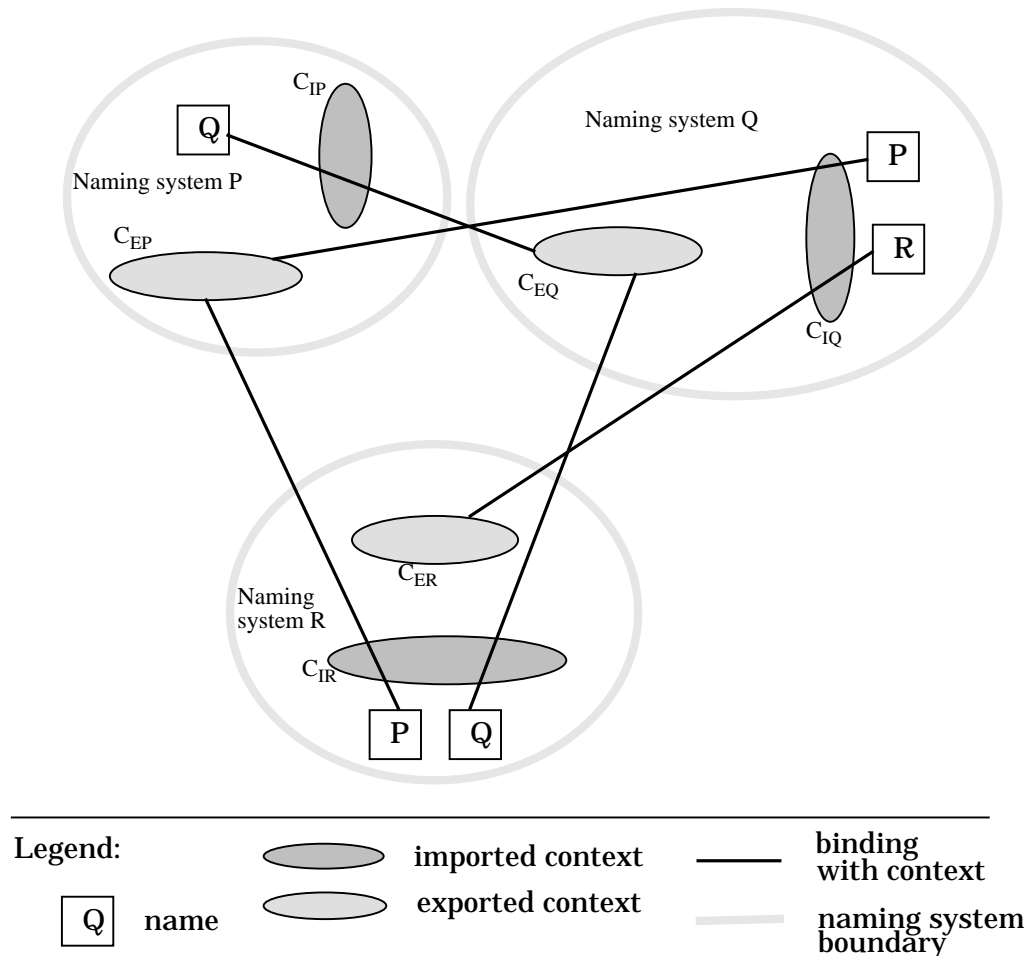 C_IP
Q
Naming system Q
P
Naming system P
C_EP
R
C_EQ
C_IQ
C_ER
Naming
system R
C_IR
P
Q
Legend:
imported context
binding
with context
Q
name
exported context
naming system
boundary